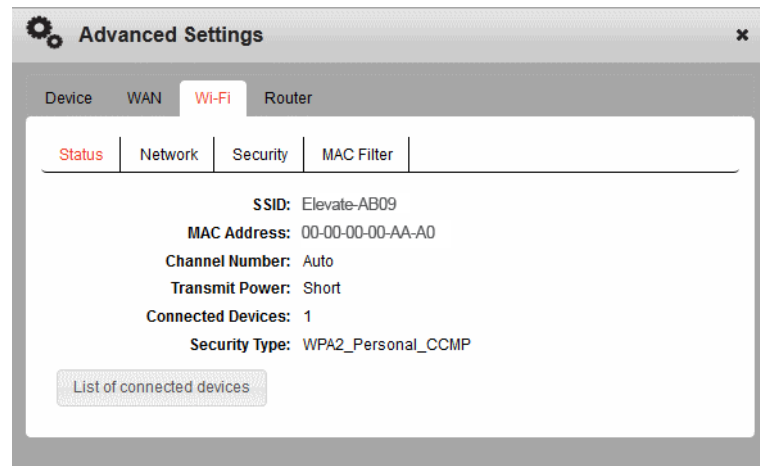 Advanced Settings
Device WAN Wi-Fi Router
Status Network Security MAC Filter
SSID: Elevate-AB09
MAC Address: 00-00-00-00-AA-A0
Channel Number: Auto
Transmit Power: Short
Connected Devices: 1
Security Type: WPA2_Personal_CCMP
List of connected devices